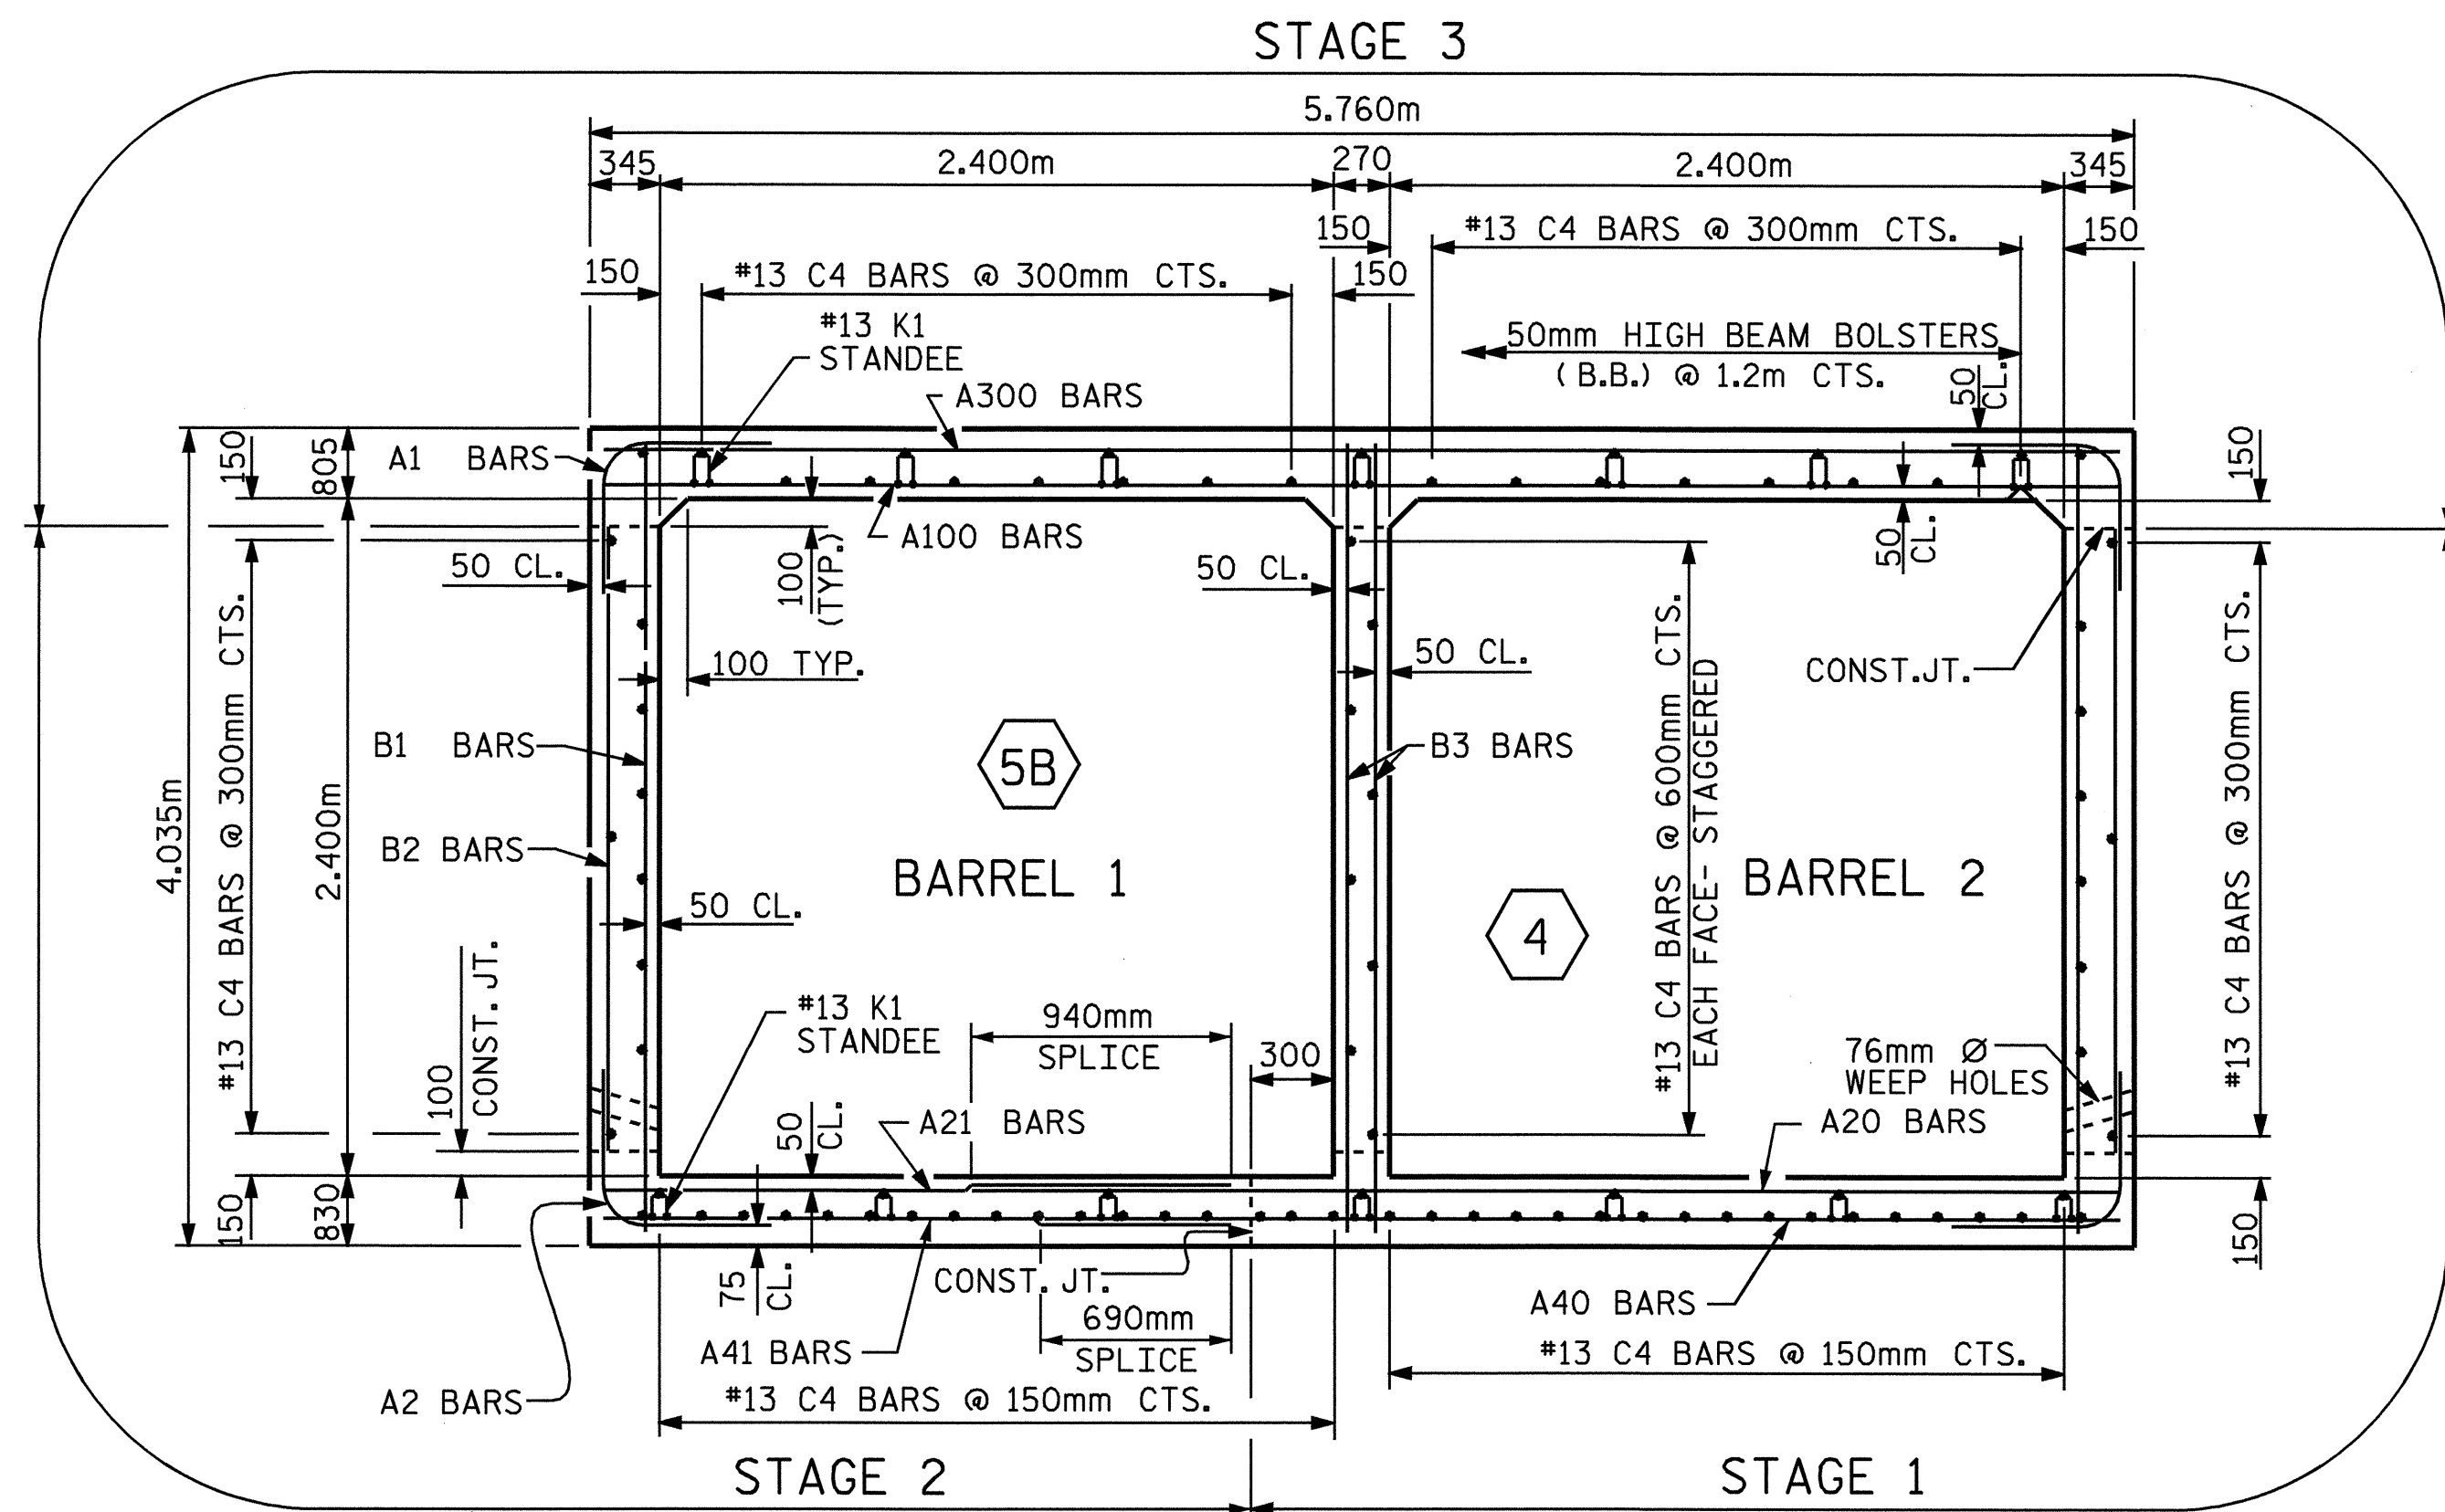 STAGE 3
5.760m
345
2.400m
270
2.400m
345
150
#13 C4 BARS @ 300mm CTS.
150
150
#13 C4 BARS @ 300mm CTS.
150
150
#13 K1
STANDEE
50mm HIGH BEAM BOLSTERS
(B.B.) @ 1.2m CTS.
50
CL.
A300 BARS
A1 BARS
150
805
150
A100 BARS
50 CL.
100
(TYP.)
50 CL.
50
CL.
100 TYP.
50 CL.
CONST.JT.
B1 BARS
5B
B3 BARS
4.035m
#13 C4 BARS @ 300mm CTS.
2.400m
#13 C4 BARS @ 600mm CTS.
EACH FACE- STAGGERED
#13 C4 BARS @ 300mm CTS.
B2 BARS
BARREL 1
BARREL 2
50 CL.
4
100
CONST. JT.
#13 K1
STANDEE
940mm
SPLICE
300
76mm Ø
WEEP HOLES
50
CL.
A21 BARS
A20 BARS
150
830
150
75
CL.
CONST. JT.
690mm
SPLICE
A40 BARS
A41 BARS
#13 C4 BARS @ 150mm CTS.
A2 BARS
#13 C4 BARS @ 150mm CTS.
STAGE 2
STAGE 1